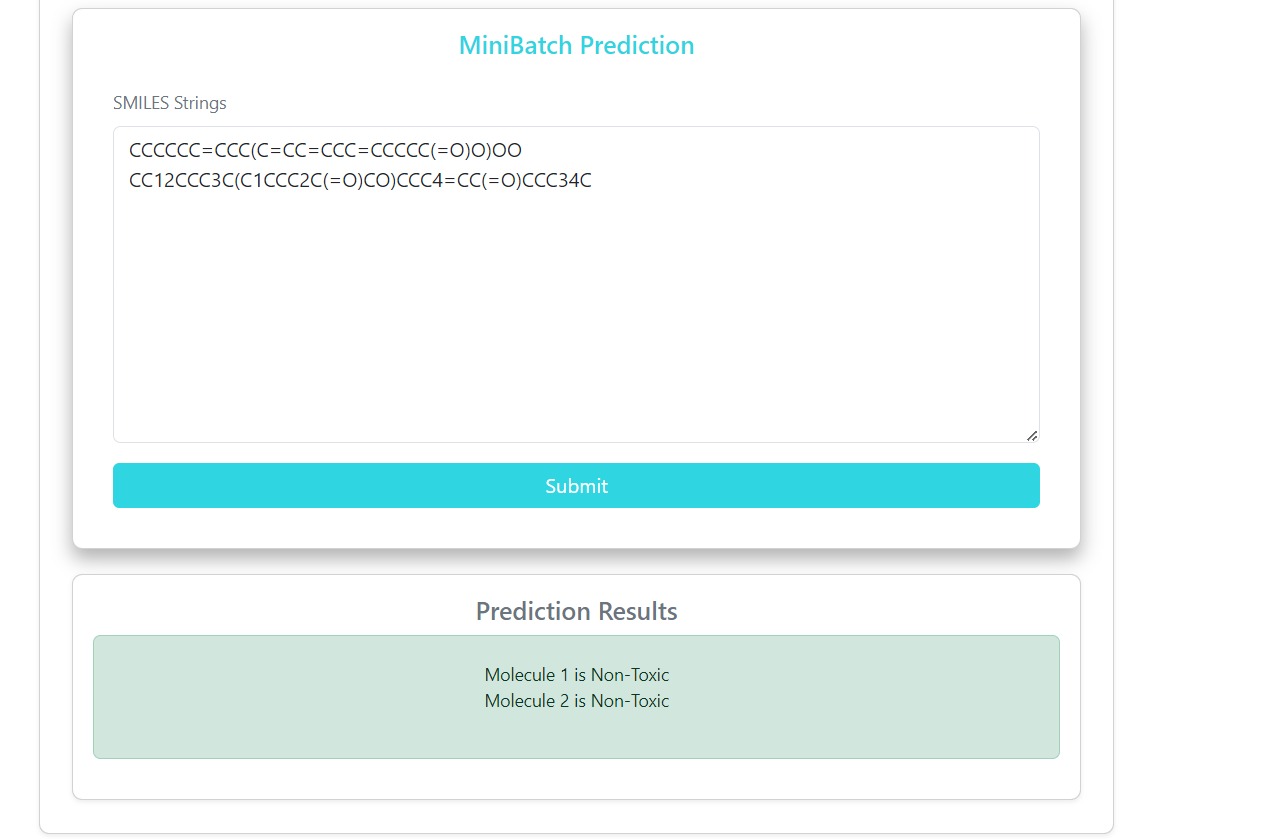 MiniBatch Prediction
SMILES Strings
CCCCCC=CCC(C=CC=CCC=CCCCC(=O)O)OO
CC12CCC3C(C1CCC2C(=O)CO)CCC4=CC(=O)CCC34C
Submit
Prediction Results
Molecule 1 is Non-Toxic
Molecule 2 is Non-Toxic